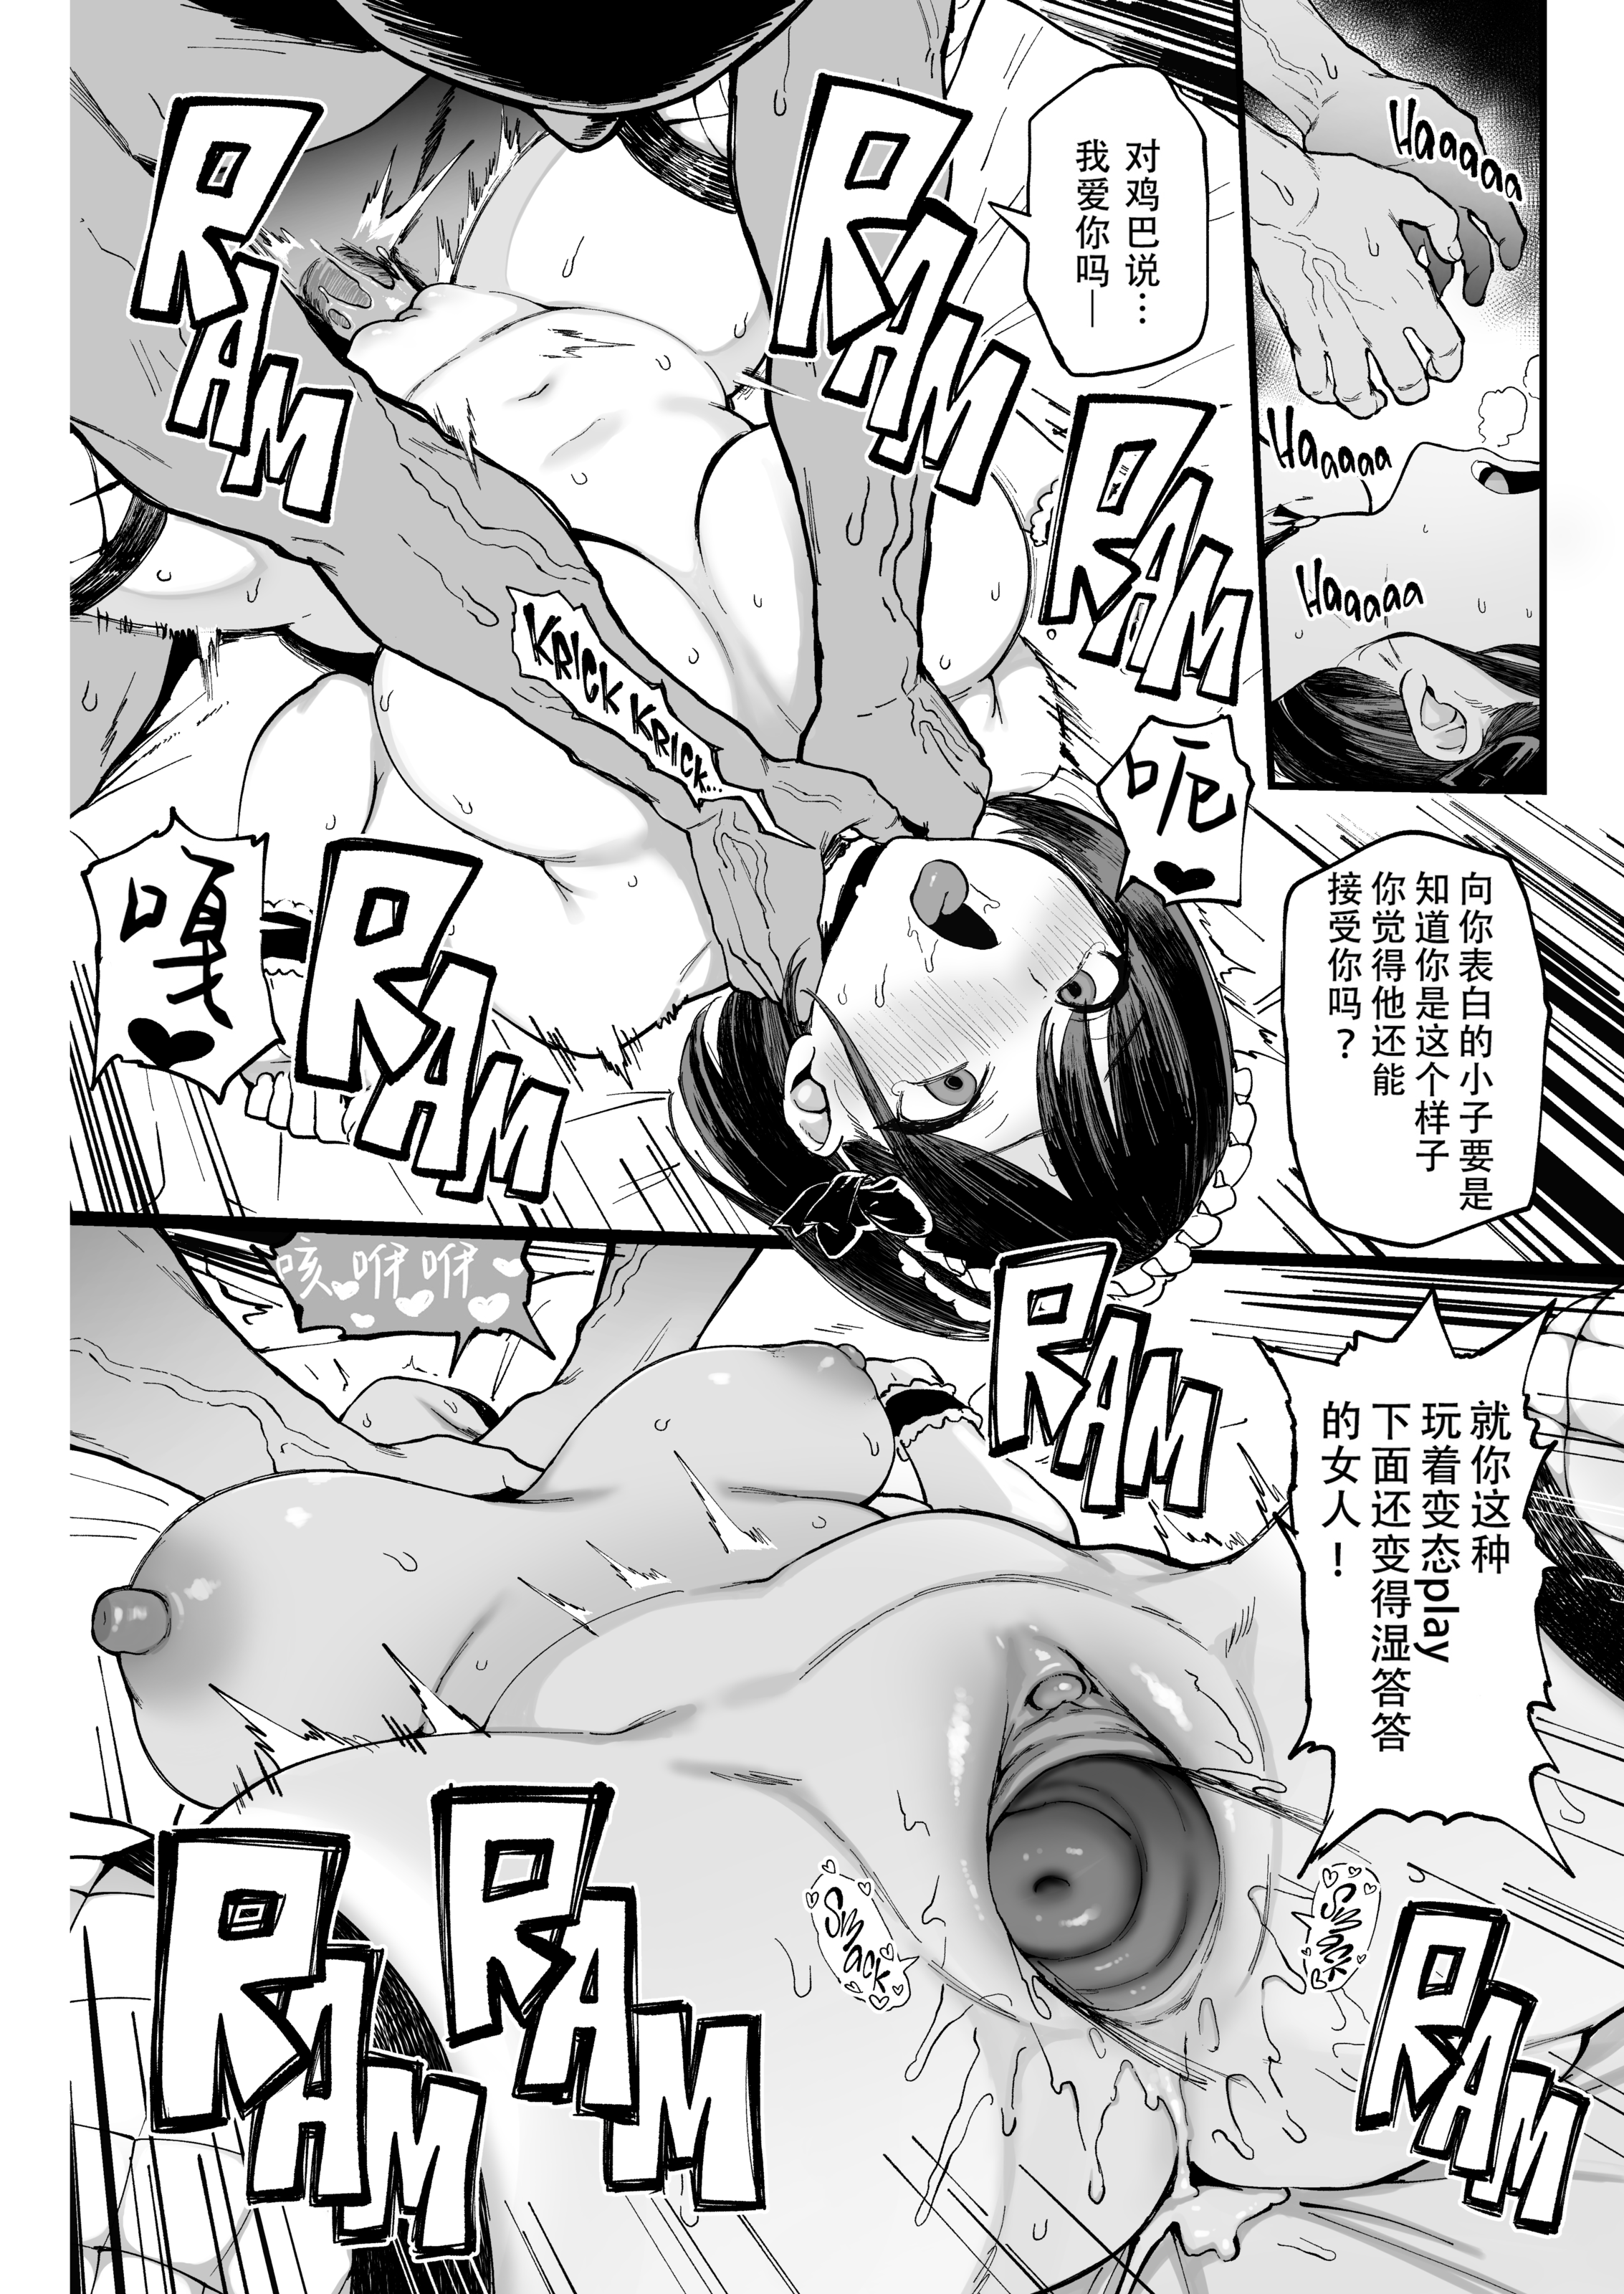 Haaaaa
Haaaaa
Haaaaa
对鸡巴说…
我爱你吗—
RAM
RAM
RAM
呃
KRICK KRICK...
嘎
RAM
向你表白的小子要是
知道你是这个样子
你觉得他还能
接受你吗？
咳咿咿
RAM
就你这种
玩着变态play
下面还变得湿答答
的女人！
Smack
Smack
RAM
RAM
RAM